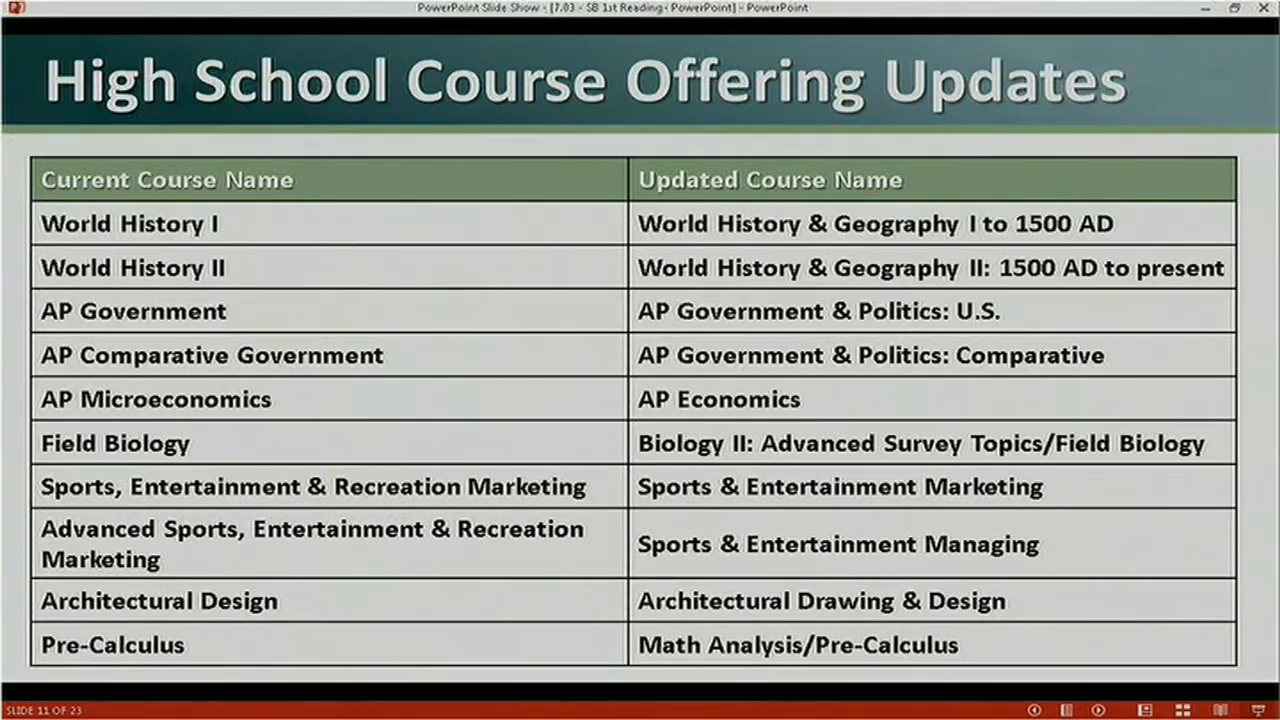 PowerPoint Slide Show - [7.03 - SB 1st Reading - PowerPoint] - PowerPoint
High School Course Offering Updates
Current Course Name
Updated Course Name
World History I
World History & Geography I to 1500 AD
World History II
World History & Geography II: 1500 AD to present
AP Government
AP Government & Politics: U.S.
AP Comparative Government
AP Government & Politics: Comparative
AP Microeconomics
AP Economics
Field Biology
Biology II: Advanced Survey Topics/Field Biology
Sports, Entertainment & Recreation Marketing
Sports & Entertainment Marketing
Advanced Sports, Entertainment & Recreation
Marketing
Sports & Entertainment Managing
Architectural Design
Architectural Drawing & Design
Pre-Calculus
Math Analysis/Pre-Calculus
SLIDE 11 OF 23